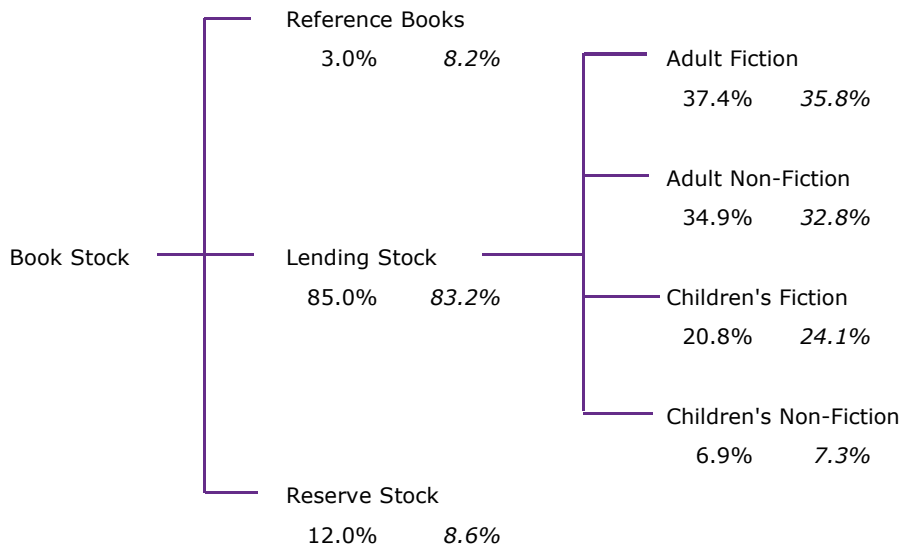 Reference Books
3.0% 8.2%
Adult Fiction
37.4% 35.8%
Adult Non-Fiction
34.9% 32.8%
Book Stock
Lending Stock
85.0% 83.2%
Children's Fiction
20.8% 24.1%
Children's Non-Fiction
6.9% 7.3%
Reserve Stock
12.0% 8.6%